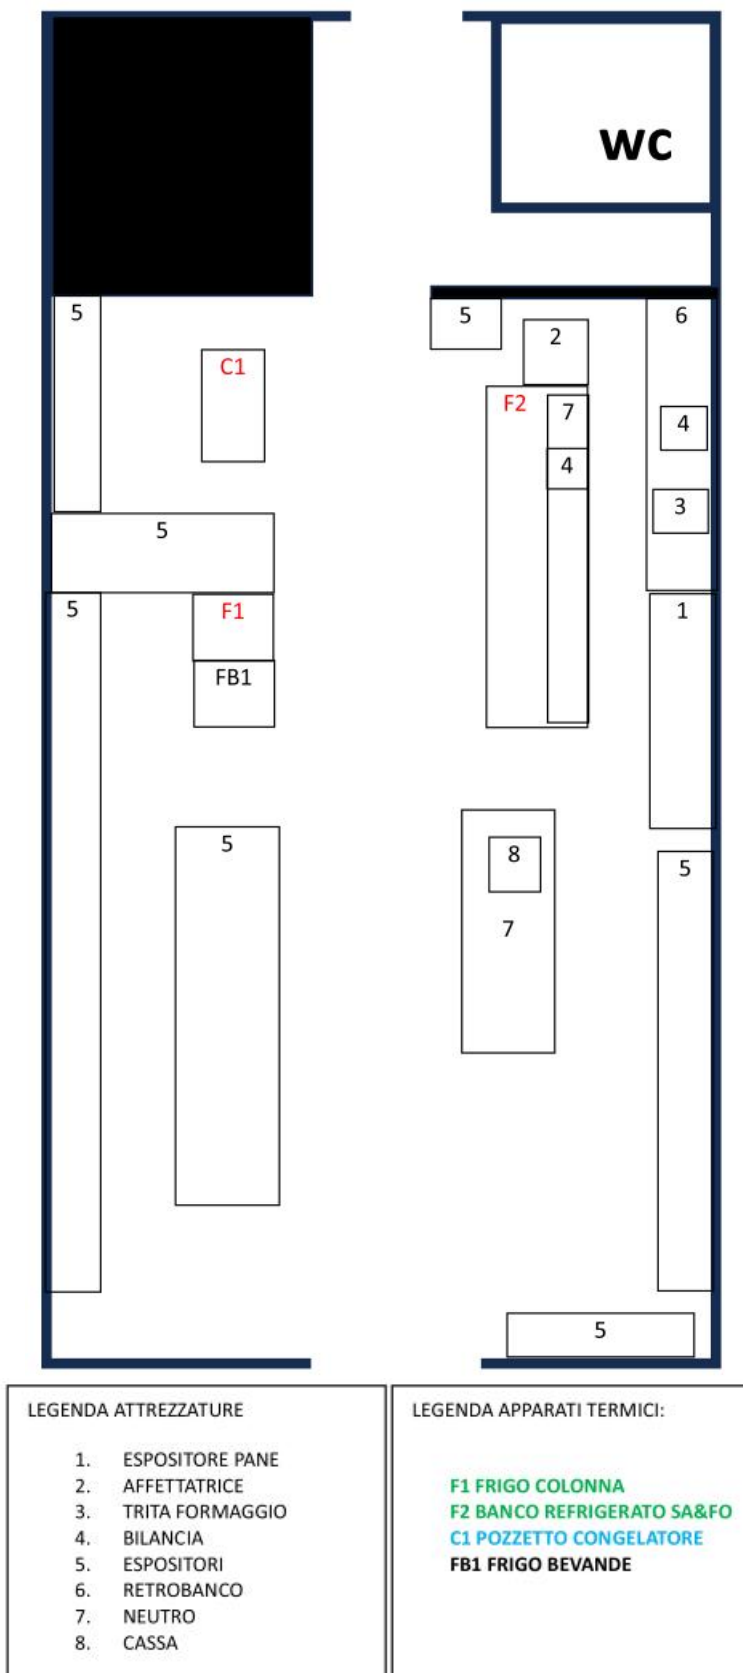 WC
5
C1
5
2
6
F2
7
4
4
3
5
5
F1
1
FB1
5
8
5
7
5
LEGENDA ATTREZZATURE
1. ESPOSITORE PANE
2. AFFETTATRICE
3. TRITA FORMAGGIO
4. BILANCIA
5. ESPOSITORI
6. RETROBANCO
7. NEUTRO
8. CASSA
LEGENDA APPARATI TERMICI:
F1 FRIGO COLONNA
F2 BANCO REFRIGERATO SA&FO
C1 POZZETTO CONGELATORE
FB1 FRIGO BEVANDE